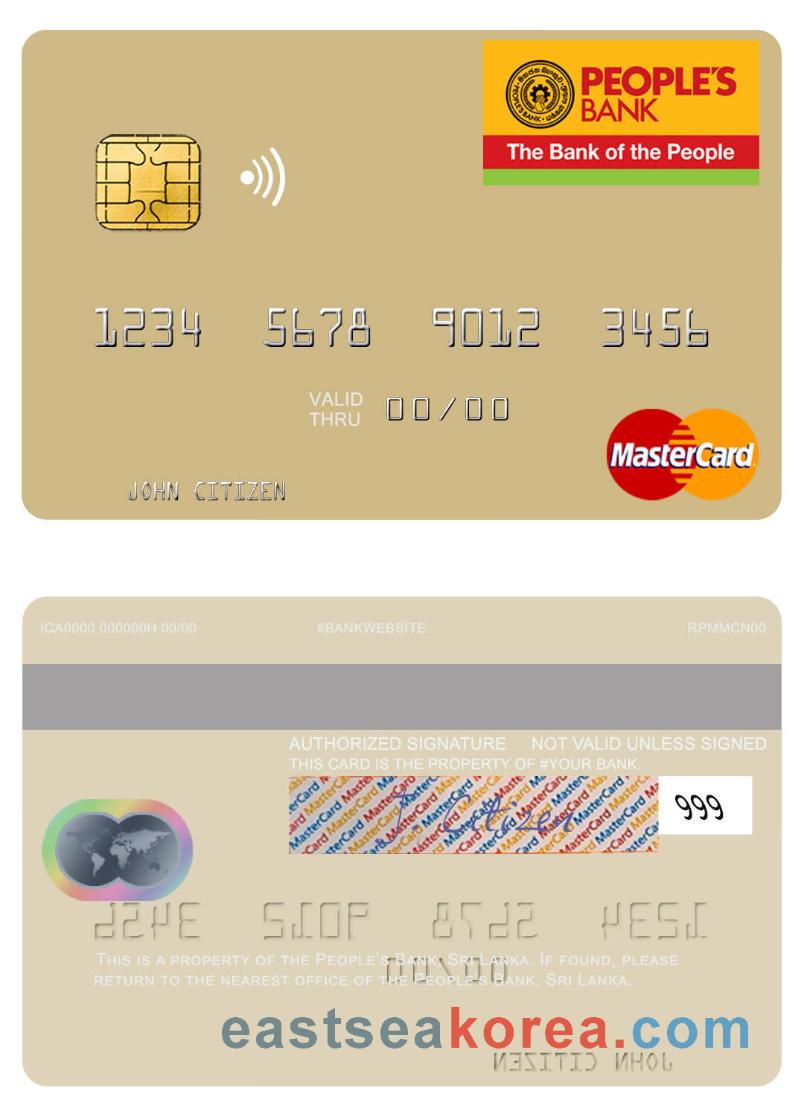 PEOPLE'S
BANK
The Bank of the People
1234 5678 9012 3456
VALID
THRU 00/00
MasterCard
JOHN CITIZEN
ICA0000 000000H 00/00 #BANKWEBSITE RPMMCN00
AUTHORIZED SIGNATURE NOT VALID UNLESS SIGNED
THIS CARD IS THE PROPERTY OF #YOUR BANK.
J. Citizen 999
THIS IS A PROPERTY OF THE PEOPLE'S BANK, SRI LANKA. IF FOUND, PLEASE
RETURN TO THE NEAREST OFFICE OF THE PEOPLE'S BANK, SRI LANKA.
eastseakorea.com